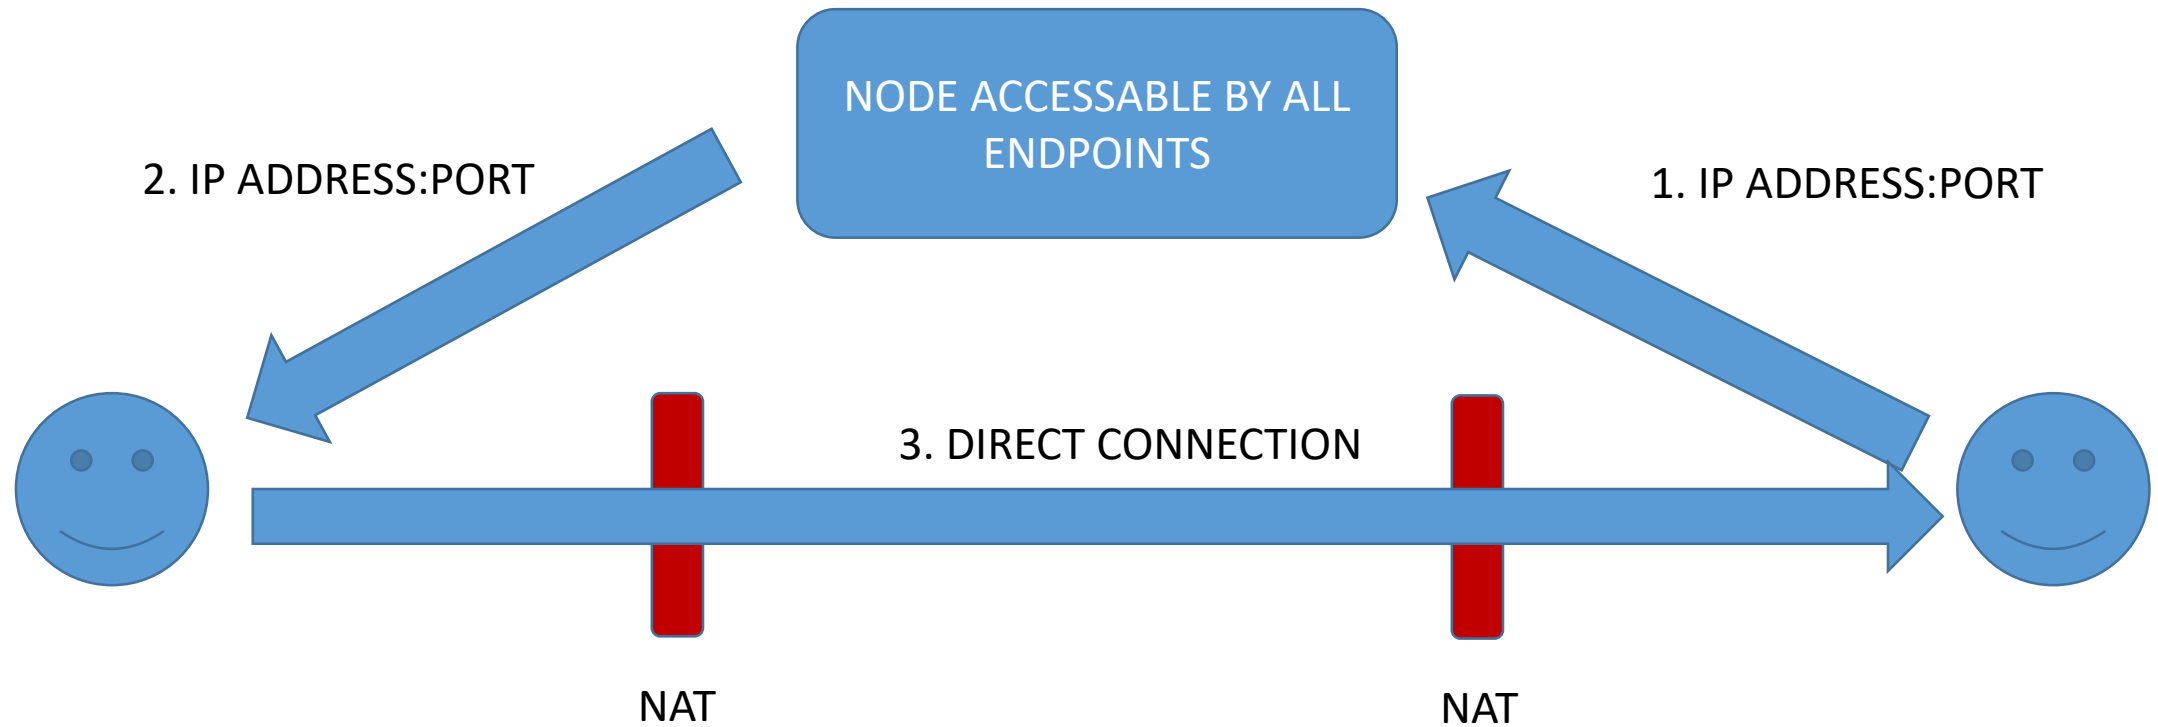 NODE ACCESSABLE BY ALL
ENDPOINTS
2. IP ADDRESS:PORT
1. IP ADDRESS:PORT
3. DIRECT CONNECTION
NAT
NAT